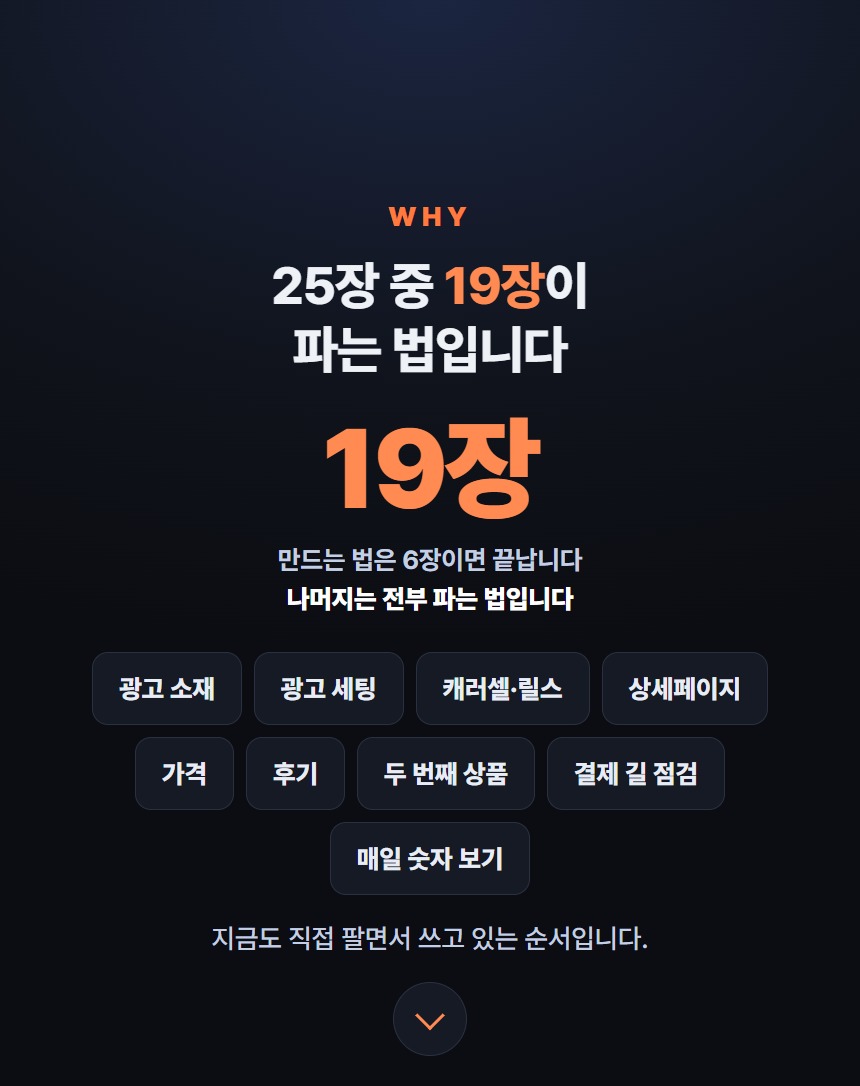 WHY
25장 중 19장이
파는 법입니다
19장
만드는 법은 6장이면 끝납니다
나머지는 전부 파는 법입니다
광고 소재 광고 세팅 캐러셀·릴스 상세페이지
가격 후기 두 번째 상품 결제 길 점검
매일 숫자 보기
지금도 직접 팔면서 쓰고 있는 순서입니다.